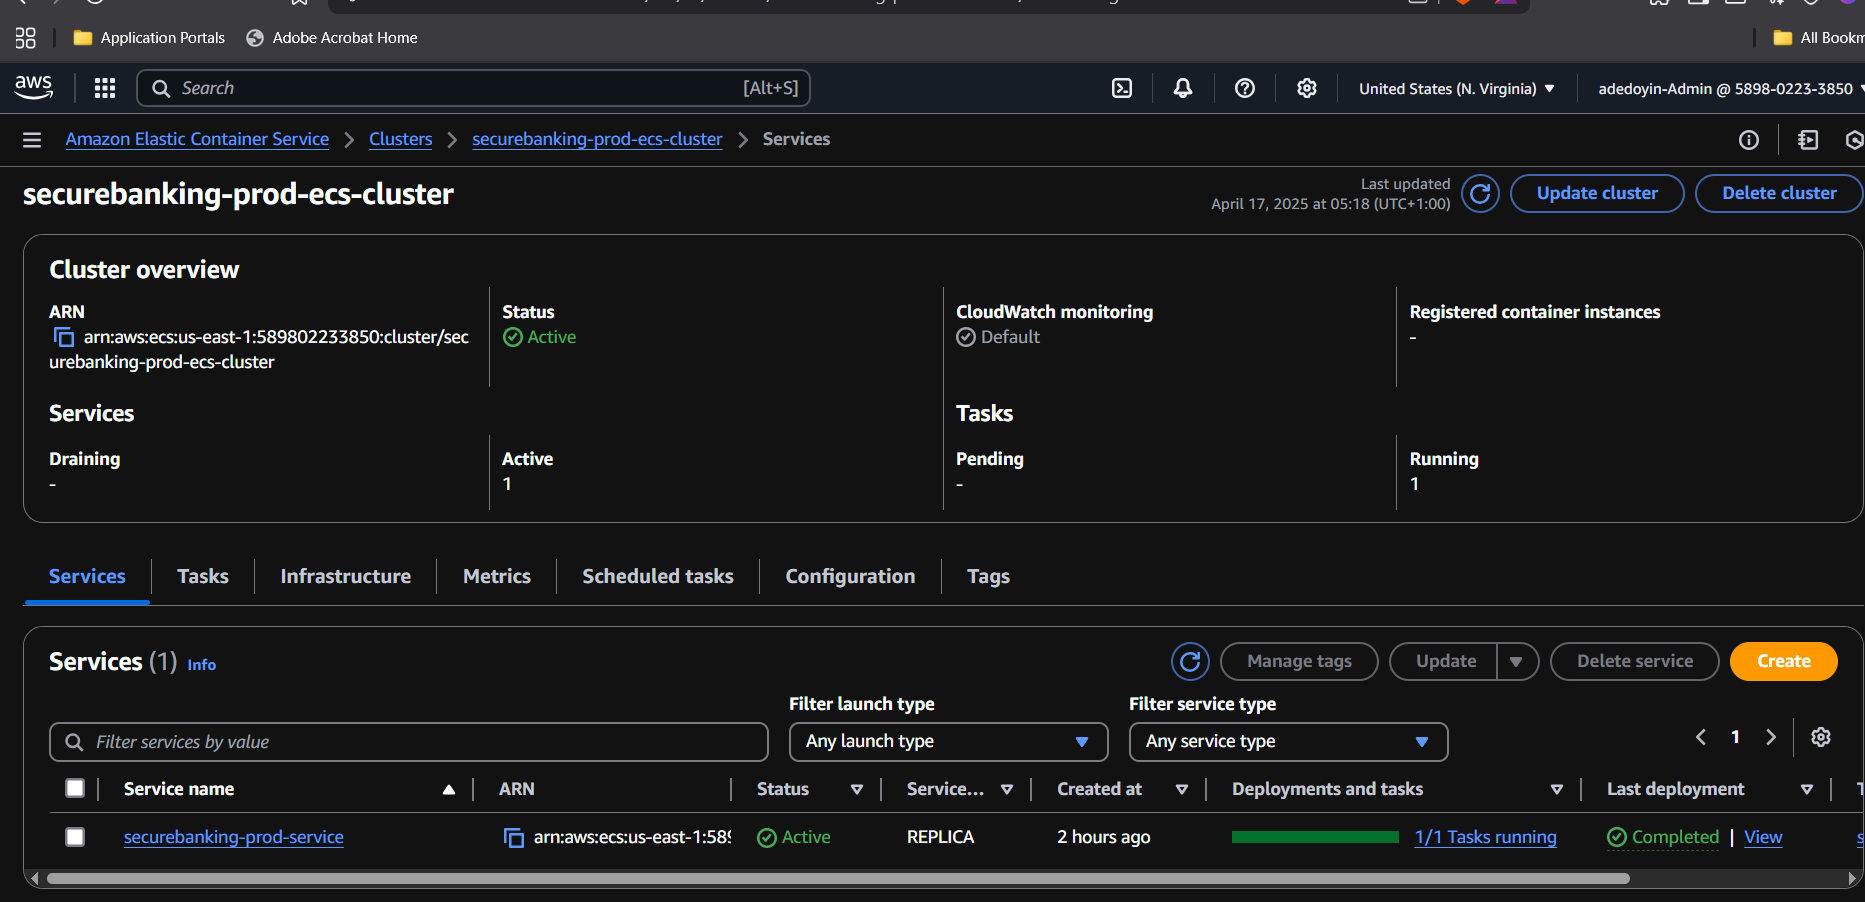 Application Portals
Adobe Acrobat Home
All Bookm
aws
Search
[Alt+S]
United States (N. Virginia)
adedoyin-Admin @ 5898-0223-3850
Amazon Elastic Container Service
Clusters
securebanking-prod-ecs-cluster
Services
securebanking-prod-ecs-cluster
Last updated
April 17, 2025 at 05:18 (UTC+1:00)
Update cluster
Delete cluster
Cluster overview
ARN
arn:aws:ecs:us-east-1:589802233850:cluster/sec
urebanking-prod-ecs-cluster
Status
Active
CloudWatch monitoring
Default
Registered container instances
-
Services
Tasks
Draining
-
Active
1
Pending
-
Running
1
Services
Tasks
Infrastructure
Metrics
Scheduled tasks
Configuration
Tags
Services (1) Info
Manage tags
Update
Delete service
Create
Filter launch type
Filter service type
Filter services by value
Any launch type
Any service type
1
Service name
ARN
Status
Service...
Created at
Deployments and tasks
Last deployment
securebanking-prod-service
arn:aws:ecs:us-east-1:589
Active
REPLICA
2 hours ago
1/1 Tasks running
Completed | View